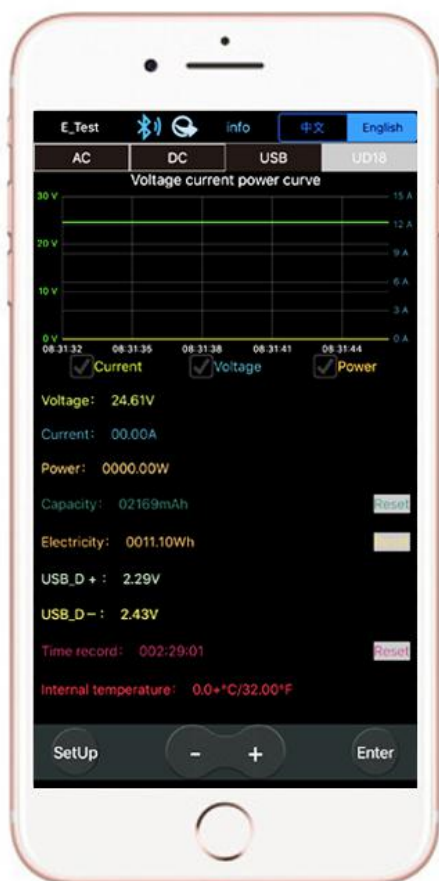 E_Test info 中文 English
AC DC USB UD18
Voltage current power curve
30 V 15 A
12 A
20 V
9 A
10 V 6 A
3 A
0 V 0 A
08:31:32 08:31:35 08:31:38 08:31:41 08:31:44
Current Voltage Power
Voltage: 24.61V
Current: 00.00A
Power: 0000.00W
Capacity: 02169mAh Reset
Electricity: 0011.10Wh Reset
USB_D+: 2.29V
USB_D-: 2.43V
Time record: 002:29:01 Reset
Internal temperature: 0.0+°C/32.00°F
SetUp - + Enter